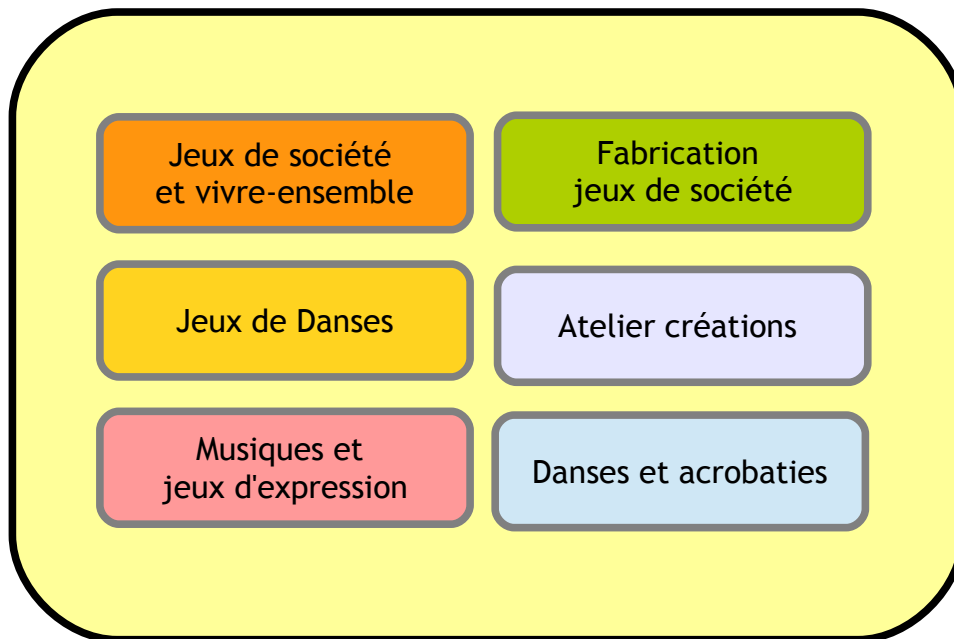 Jeux de société
et vivre-ensemble
Fabrication
jeux de société
Jeux de Danses
Atelier créations
Musiques et
jeux d'expression
Danses et acrobaties